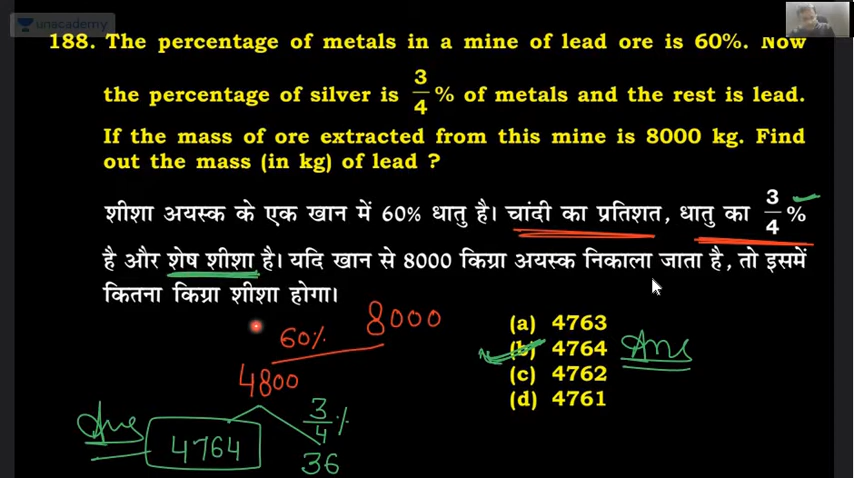 unacademy
188. The percentage of metals in a mine of lead ore is 60%. Now
the percentage of silver is 3/4 % of metals and the rest is lead.
If the mass of ore extracted from this mine is 8000 kg. Find
out the mass (in kg) of lead ?
शीशा अयस्क के एक खान में 60% धातु है। चांदी का प्रतिशत, धातु का 3/4 %
है और शेष शीशा है। यदि खान से 8000 किग्रा अयस्क निकाला जाता है, तो इसमें
कितना किग्रा शीशा होगा।
(a) 4763
(b) 4764 Ans
(c) 4762
(d) 4761
60% 8000
4800
3/4 %
Ans 4764
36